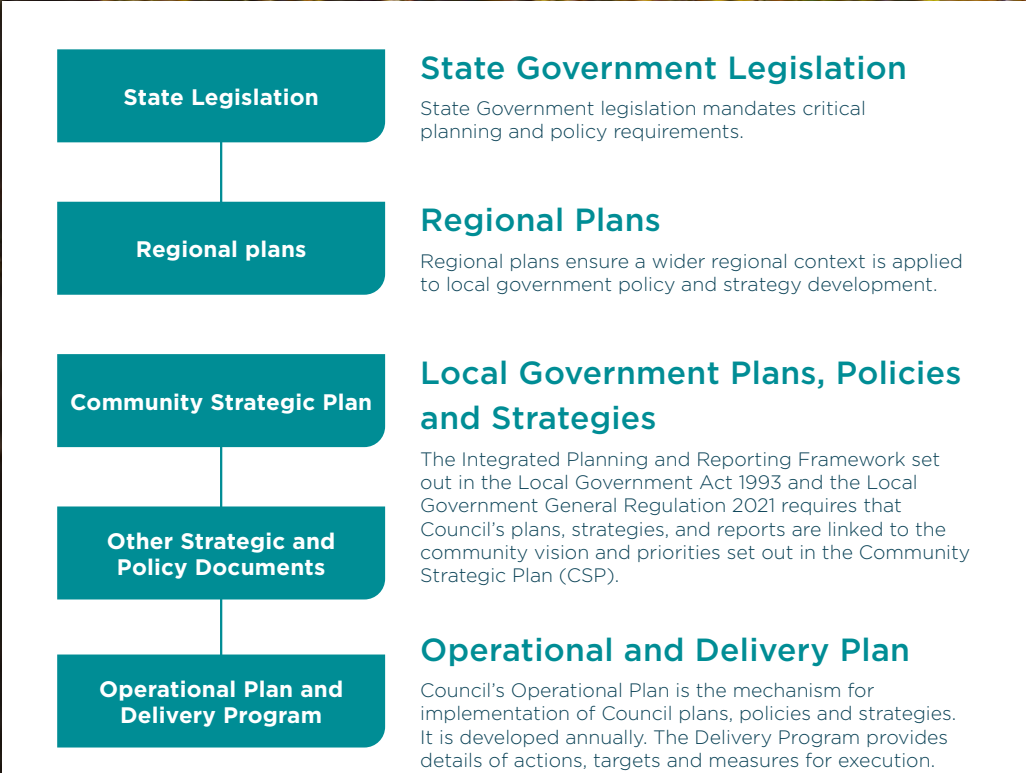 State Legislation
State Government Legislation
State Government legislation mandates critical
planning and policy requirements.
Regional plans
Regional Plans
Regional plans ensure a wider regional context is applied
to local government policy and strategy development.
Community Strategic Plan
Local Government Plans, Policies
and Strategies
The Integrated Planning and Reporting Framework set
out in the Local Government Act 1993 and the Local
Government General Regulation 2021 requires that
Council’s plans, strategies, and reports are linked to the
community vision and priorities set out in the Community
Strategic Plan (CSP).
Other Strategic and
Policy Documents
Operational Plan and
Delivery Program
Operational and Delivery Plan
Council’s Operational Plan is the mechanism for
implementation of Council plans, policies and strategies.
It is developed annually. The Delivery Program provides
details of actions, targets and measures for execution.